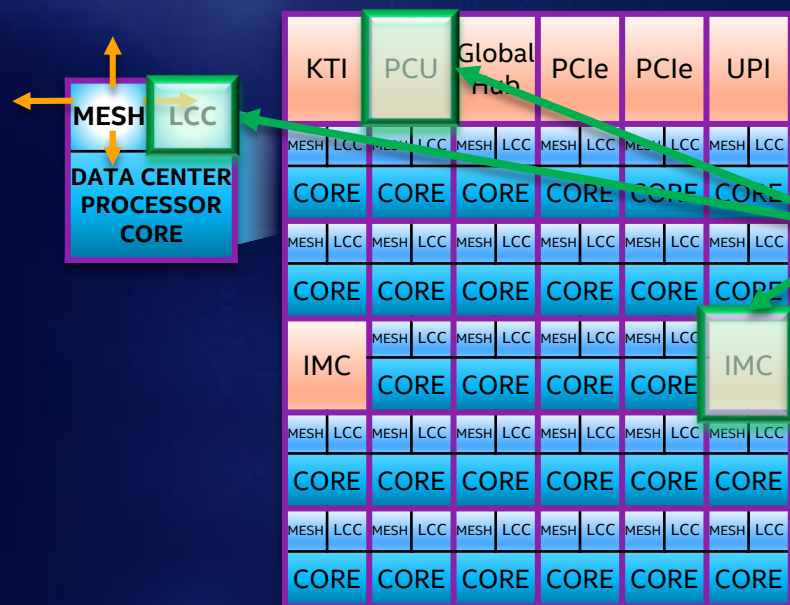 KTI PCU Global Hub PCIe PCIe UPI
MESH LCC
DATA CENTER
PROCESSOR
CORE
MESH LCC MESH LCC MESH LCC MESH LCC MESH LCC MESH LCC
CORE CORE CORE CORE CORE CORE
MESH LCC MESH LCC MESH LCC MESH LCC MESH LCC MESH LCC
CORE CORE CORE CORE CORE CORE
IMC MESH LCC MESH LCC MESH LCC MESH LCC IMC
CORE CORE CORE CORE
MESH LCC MESH LCC MESH LCC MESH LCC MESH LCC MESH LCC
CORE CORE CORE CORE CORE CORE
MESH LCC MESH LCC MESH LCC MESH LCC MESH LCC MESH LCC
CORE CORE CORE CORE CORE CORE